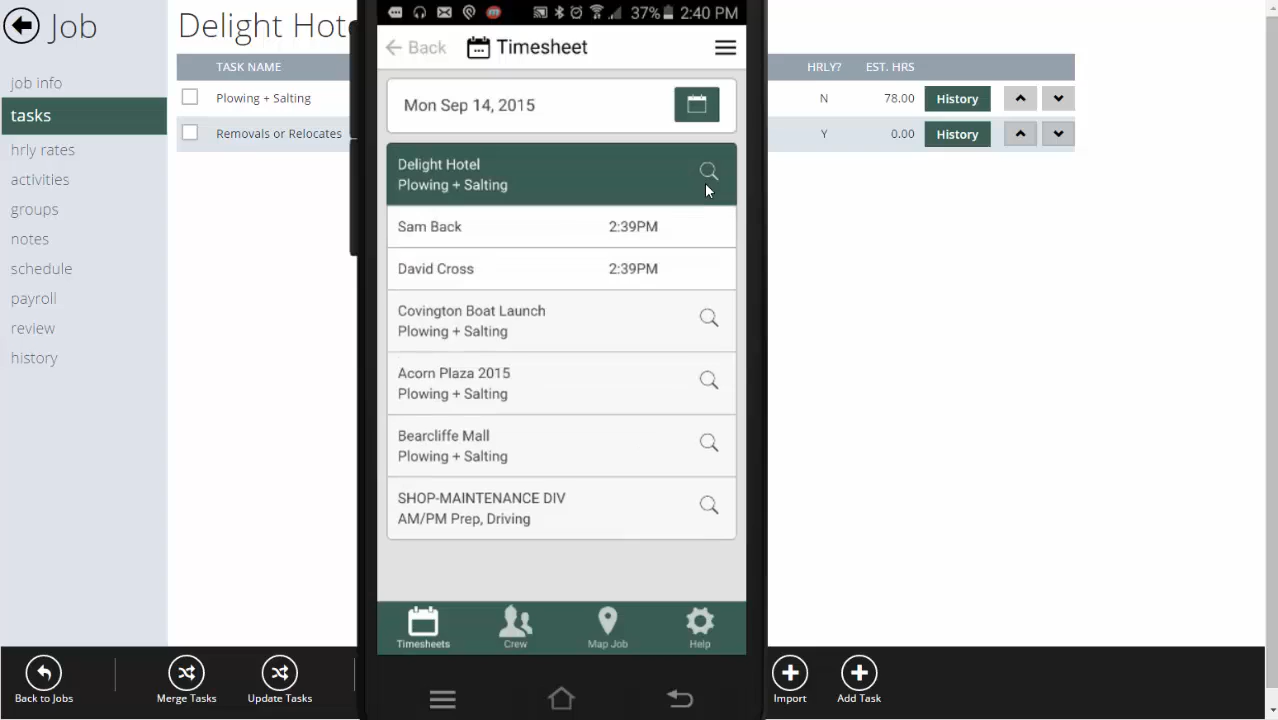 Job
Delight Hote
job info
tasks
hrly rates
activities
groups
notes
schedule
payroll
review
history
TASK NAME
HRLY?
EST. HRS
Plowing + Salting
N
78.00
History
Removals or Relocates
Y
0.00
History
37%
2:40 PM
Back
Timesheet
Mon Sep 14, 2015
Delight Hotel
Plowing + Salting
Sam Back
2:39PM
David Cross
2:39PM
Covington Boat Launch
Plowing + Salting
Acorn Plaza 2015
Plowing + Salting
Bearcliffe Mall
Plowing + Salting
SHOP-MAINTENANCE DIV
AM/PM Prep, Driving
Timesheets
Crew
Map Job
Help
Back to Jobs
Merge Tasks
Update Tasks
Import
Add Task